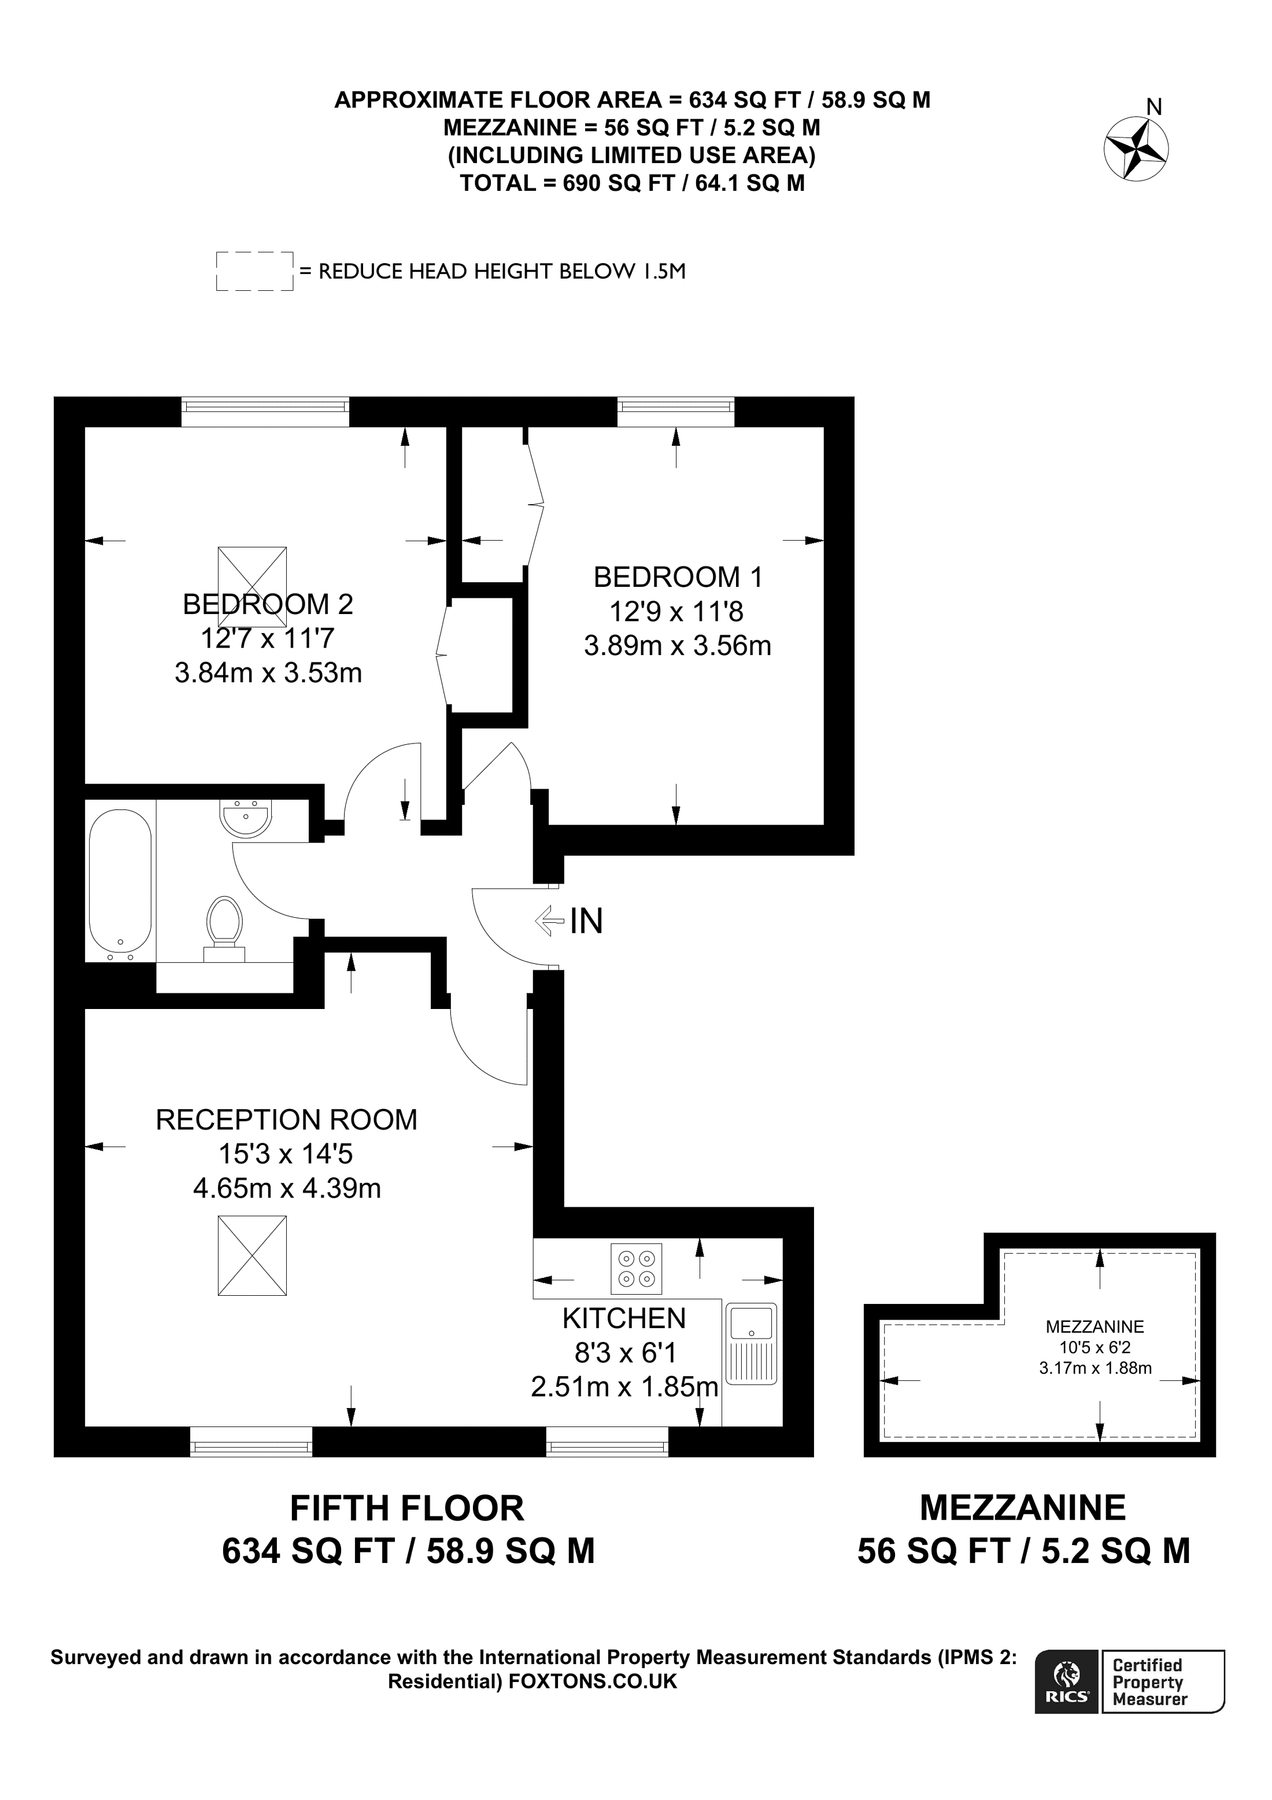 APPROXIMATE FLOOR AREA = 634 SQ FT / 58.9 SQ M
MEZZANINE = 56 SQ FT / 5.2 SQ M
(INCLUDING LIMITED USE AREA)
TOTAL = 690 SQ FT / 64.1 SQ M
N
= REDUCE HEAD HEIGHT BELOW 1.5M
BEDROOM 1
12'9 x 11'8
3.89m x 3.56m
BEDROOM 2
12'7 x 11'7
3.84m x 3.53m
IN
RECEPTION ROOM
15'3 x 14'5
4.65m x 4.39m
KITCHEN
8'3 x 6'1
2.51m x 1.85m
MEZZANINE
10'5 x 6'2
3.17m x 1.88m
FIFTH FLOOR
634 SQ FT / 58.9 SQ M
MEZZANINE
56 SQ FT / 5.2 SQ M
Surveyed and drawn in accordance with the International Property Measurement Standards (IPMS 2:
Residential) FOXTONS.CO.UK
RICS
Certified
Property
Measurer